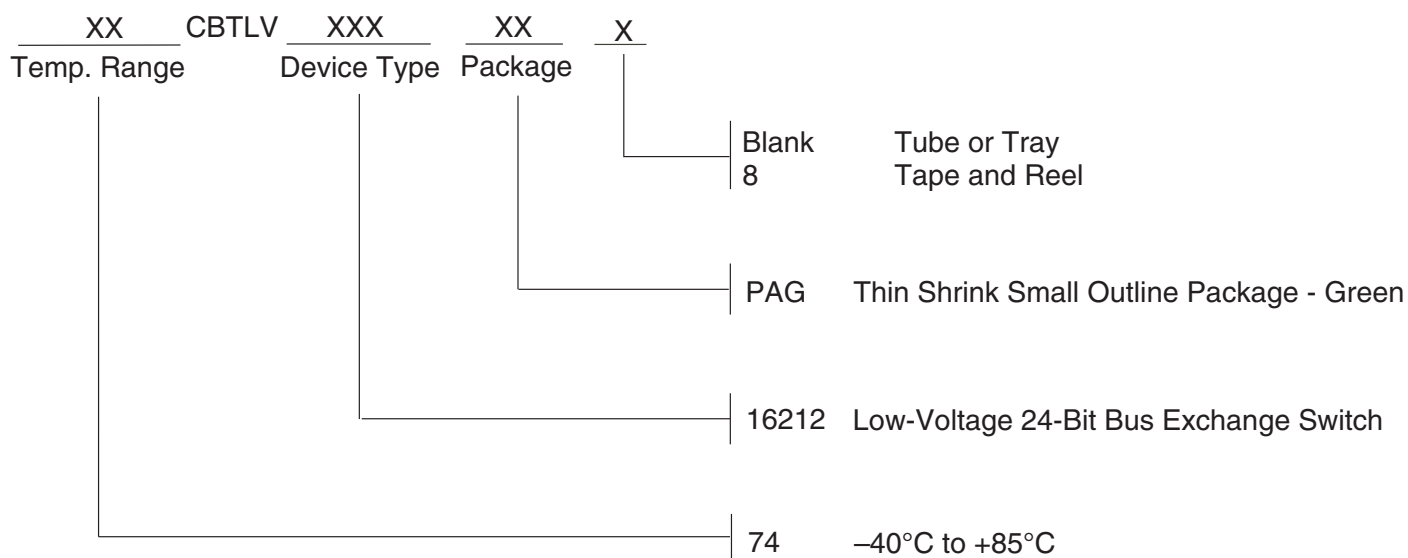 XX CBTLV XXX XX X
Temp. Range Device Type Package
Blank Tube or Tray
8 Tape and Reel
PAG Thin Shrink Small Outline Package - Green
16212 Low-Voltage 24-Bit Bus Exchange Switch
74 –40°C to +85°C